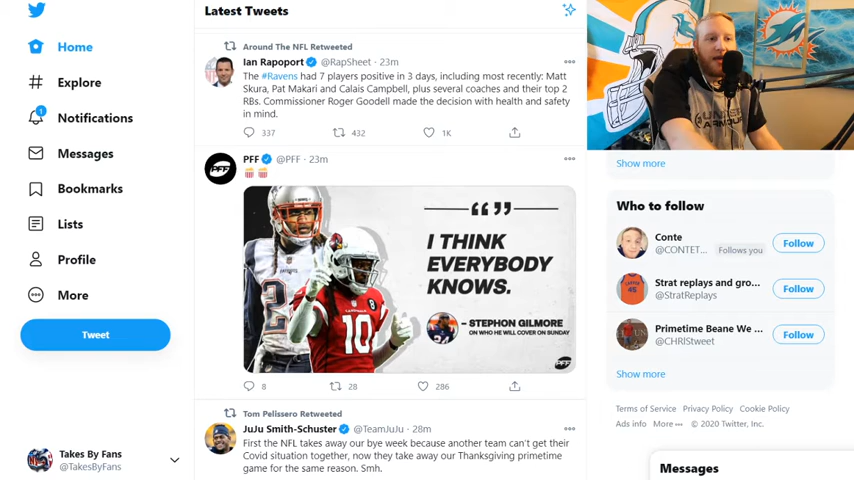 Home
Explore
1
Notifications
Messages
Bookmarks
Lists
Profile
More
Tweet
Takes By Fans
@TakesByFans
Latest Tweets
Around The NFL Retweeted
Ian Rapoport @RapSheet · 23m
The #Ravens had 7 players positive in 3 days, including most recently: Matt
Skura, Pat Makari and Calais Campbell, plus several coaches and their top 2
RBs. Commissioner Roger Goodell made the decision with health and safety
in mind.
337 432 1K
PFF @PFF · 23m
PFF
I THINK
EVERYBODY
KNOWS.
– STEPHON GILMORE
ON WHO HE WILL COVER ON SUNDAY
10
PFF
8 28 286
Tom Pelissero Retweeted
JuJu Smith-Schuster @TeamJuJu · 28m
First the NFL takes away our bye week because another team can't get their
Covid situation together, now they take away our Thanksgiving primetime
game for the same reason. Smh.
UNDER ARMOUR
Show more
Who to follow
Conte
@CONTET... Follows you
Follow
Strat replays and gro...
@StratReplays
Follow
Primetime Beane We ...
@CHRIStweet
Follow
Show more
Terms of Service Privacy Policy Cookie Policy
Ads info More ••• © 2020 Twitter, Inc.
Messages